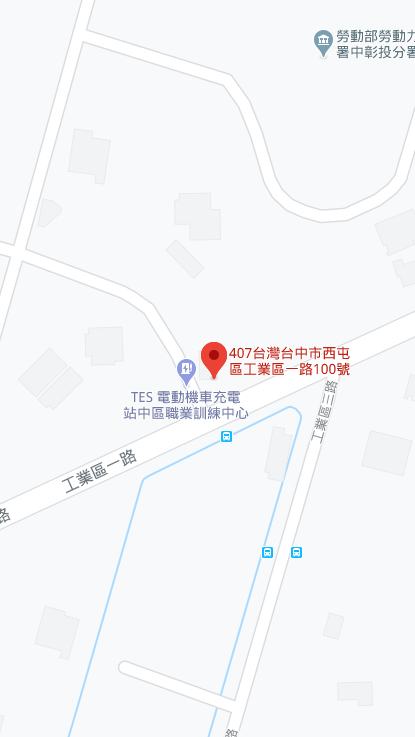 勞動部勞動力
署中彰投分署
407台灣台中市西屯
區工業區一路100號
TES 電動機車充電
站中區職業訓練中心
工業區三路
工業區一路
路
路